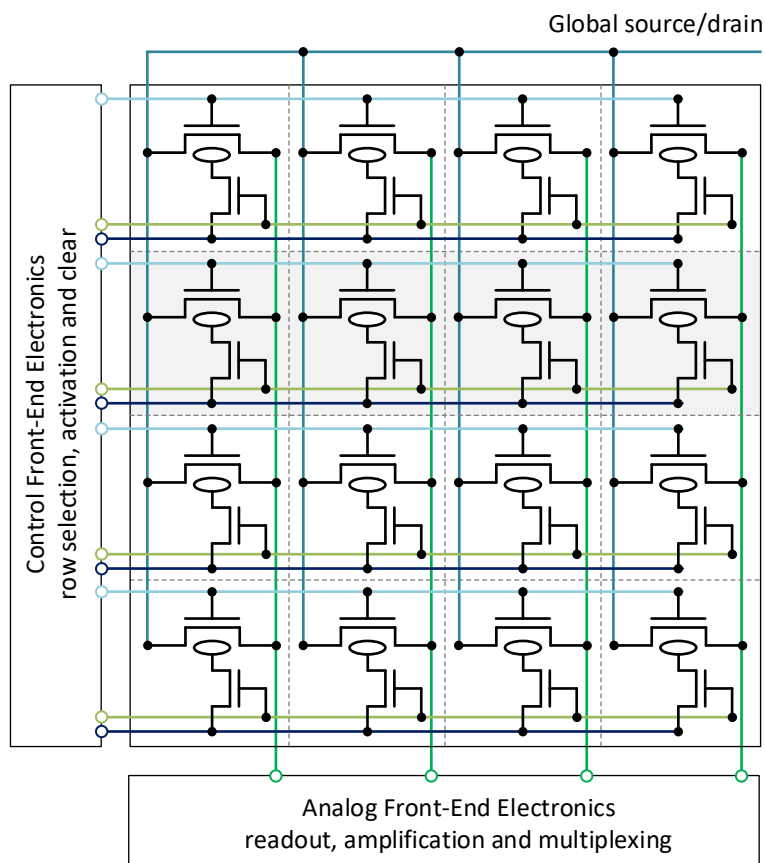 Global source/drain
Control Front-End Electronics
row selection, activation and clear
Analog Front-End Electronics
readout, amplification and multiplexing